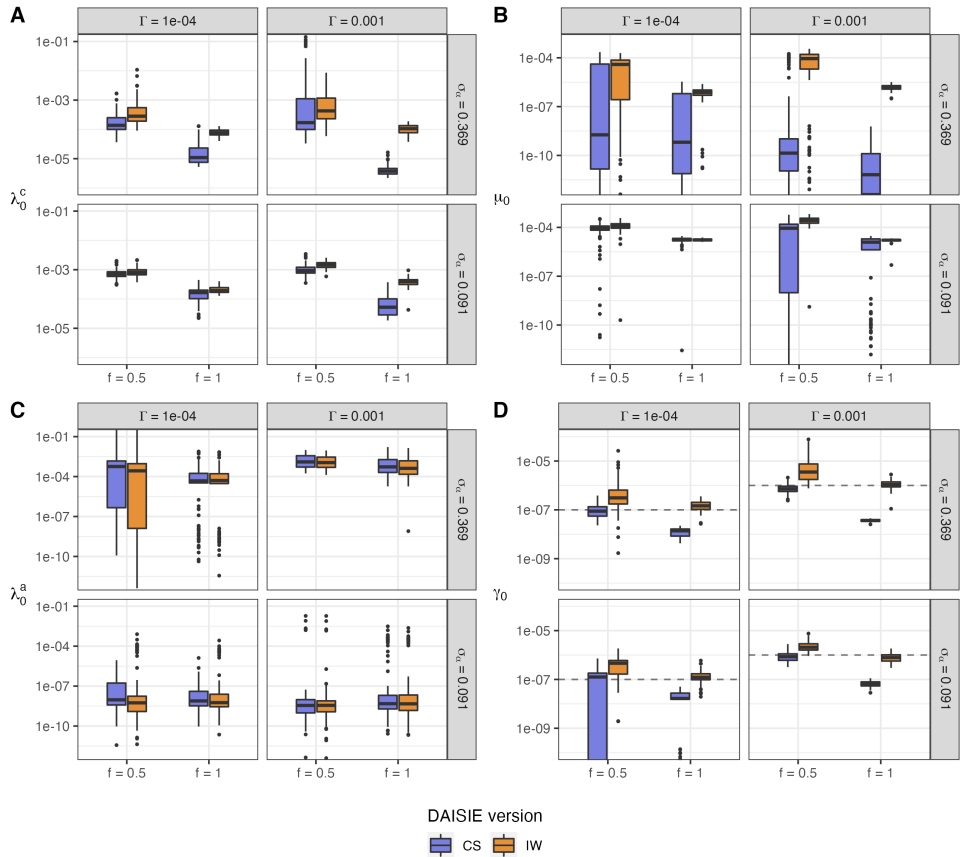 A
Γ = 1e-04
Γ = 0.001
1e-01
1e-03
1e-05
σα = 0.369
λ0c
1e-01
1e-03
1e-05
σα = 0.091
f = 0.5
f = 1
f = 0.5
f = 1
B
Γ = 1e-04
Γ = 0.001
1e-04
1e-07
1e-10
σα = 0.369
μ0
1e-04
1e-07
1e-10
σα = 0.091
f = 0.5
f = 1
f = 0.5
f = 1
C
Γ = 1e-04
Γ = 0.001
1e-01
1e-04
1e-07
1e-10
σα = 0.369
λ0a
1e-01
1e-04
1e-07
1e-10
σα = 0.091
f = 0.5
f = 1
f = 0.5
f = 1
D
Γ = 1e-04
Γ = 0.001
1e-05
1e-07
1e-09
σα = 0.369
γ0
1e-05
1e-07
1e-09
σα = 0.091
f = 0.5
f = 1
f = 0.5
f = 1
DAISIE version
CS IW